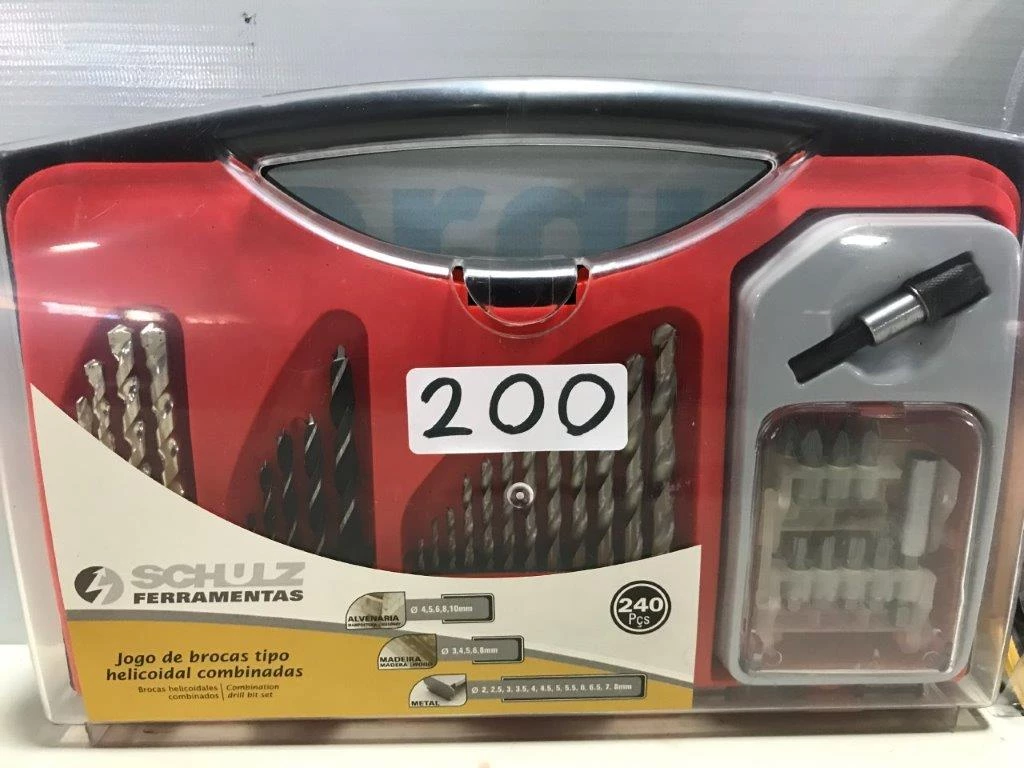 200
SCHULZ
FERRAMENTAS
Jogo de brocas tipo
helicoidal combinadas
Brocas helicoidales
combinados
Combination
drill bit set
ALVENARIA
Ø 4,5,6,8,10mm
MADEIRA
MADERA
WOOD
Ø 3,4,5,6,8mm
METAL
Ø 2, 2.5, 3, 3.5, 4, 4.5, 5, 5.5, 6, 6.5, 7, 8mm
240
Pçs